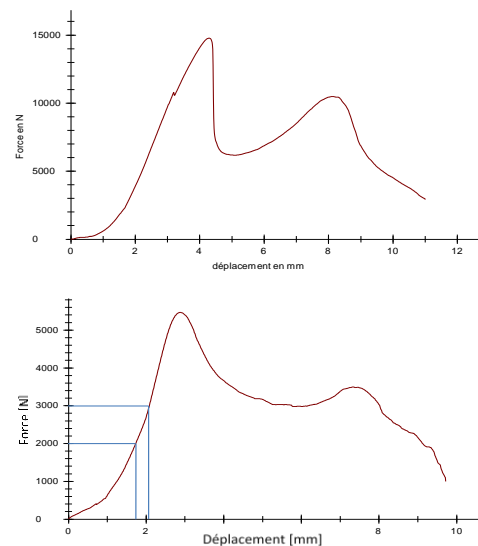 15000
10000
Force en N
5000
0
0 2 4 6 8 10 12
déplacement en mm
5000
4000
Force [N]
3000
2000
1000
0
0 2 4 6 8 10
Déplacement [mm]